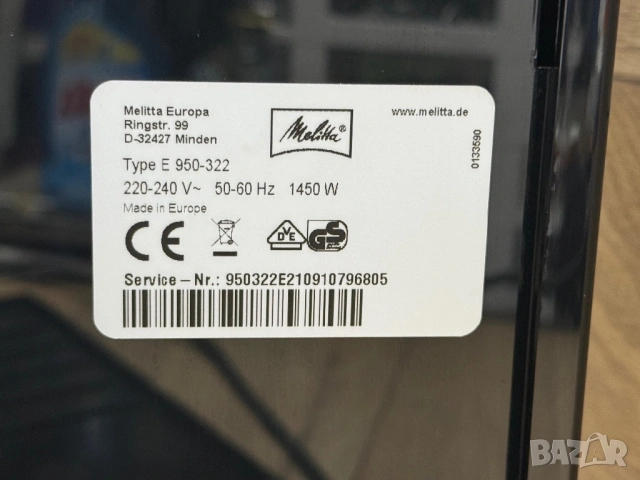 Melitta Europa
Ringstr. 99
D-32427 Minden
Melitta®
www.melitta.de
0133590
Type E 950-322
220-240 V~ 50-60 Hz 1450 W
Made in Europe
CE
VDE
GS
Service – Nr.: 950322E210910796805
BAZAR